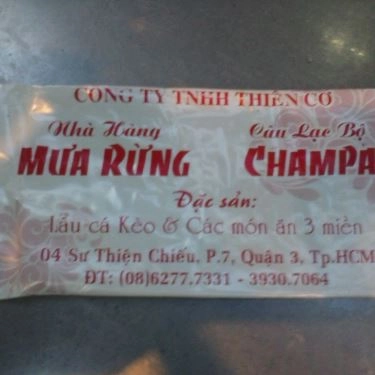 CÔNG TY TNHH THIÊN CƠ
Nhà Hàng Câu Lạc Bộ
MƯA RỪNG CHAMPA
Đặc sản:
Lẩu cá Kèo & Các món ăn 3 miền
04 Sư Thiện Chiếu, P.7, Quận 3, Tp.HCM
ĐT: (08)6277.7331 - 3930.7064